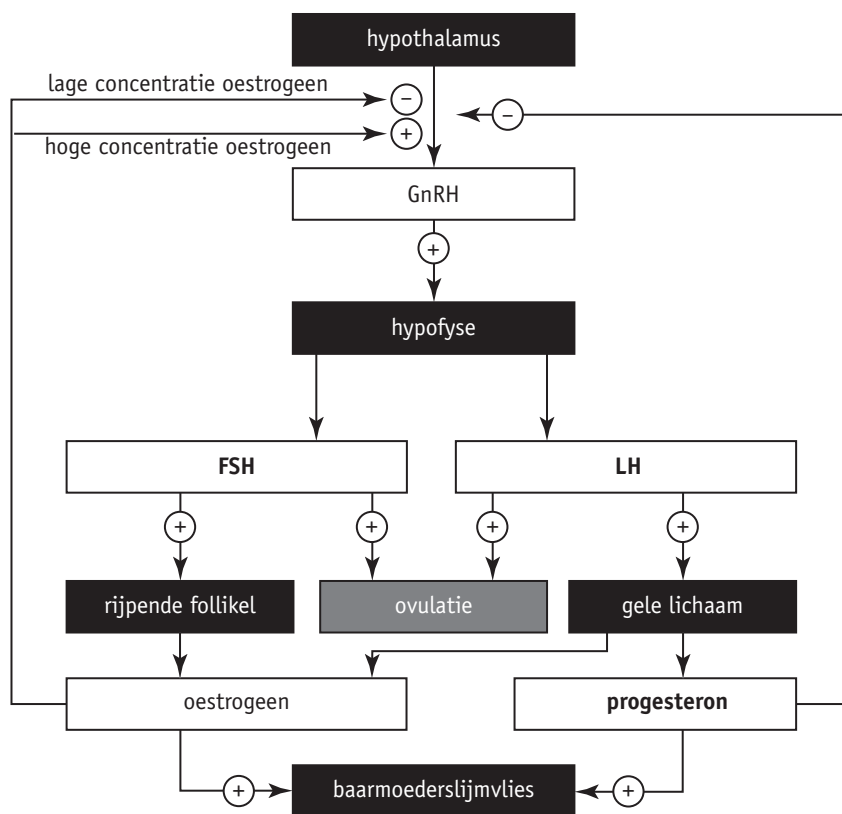 hypothalamus
lage concentratie oestrogeen
−
−
+
hoge concentratie oestrogeen
GnRH
+
hypofyse
FSH
LH
+
+
+
+
rijpende follikel
ovulatie
gele lichaam
oestrogeen
progesteron
+
baarmoederslijmvlies
+